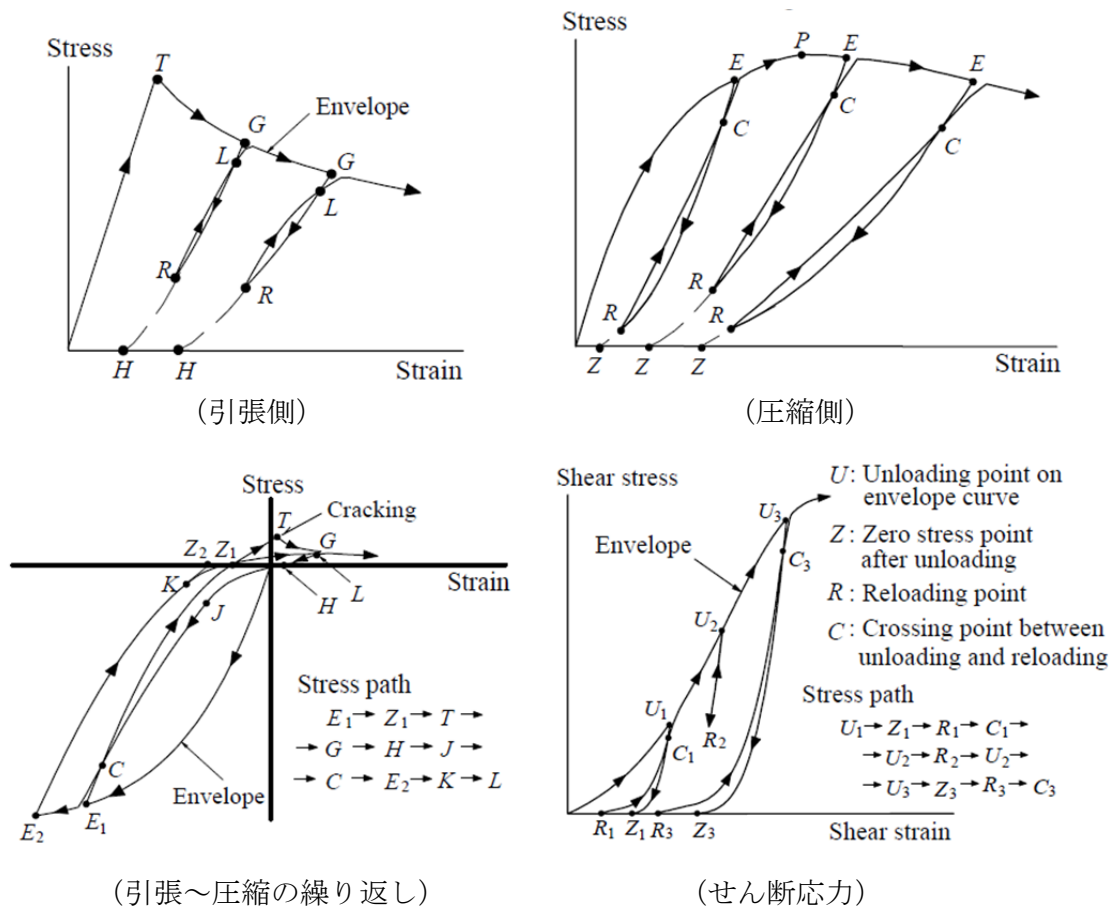 Stress
T
Envelope
G
L
G
L
R
R
H
H
Strain
(引張側)
Stress
E
P
E
E
C
C
C
R
R
R
Z
Z
Z
Strain
(圧縮側)
Stress
T
Cracking
Z2
Z1
G
Strain
K
J
H
L
Stress path
E1→Z1→T→
→G→H→J→
→C→E2→K→L
C
Envelope
E2
E1
(引張～圧縮の繰り返し)
Shear stress
Envelope
U3
C3
U2
U1
C1
R2
R1
Z1
R3
Z3
Shear strain
U: Unloading point on
envelope curve
Z: Zero stress point
after unloading
R: Reloading point
C: Crossing point between
unloading and reloading
Stress path
U1→Z1→R1→C1→
→U2→R2→U2→
→U3→Z3→R3→C3
(せん断応力)